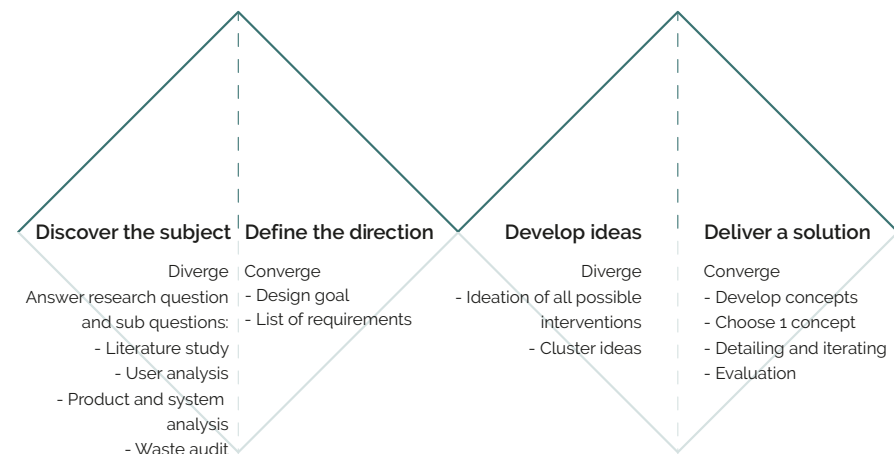 Discover the subject
Diverge
Answer research question
and sub questions:
- Literature study
- User analysis
- Product and system
analysis
- Waste audit
Define the direction
Converge
- Design goal
- List of requirements
Develop ideas
Diverge
- Ideation of all possible
interventions
- Cluster ideas
Deliver a solution
Converge
- Develop concepts
- Choose 1 concept
- Detailing and iterating
- Evaluation